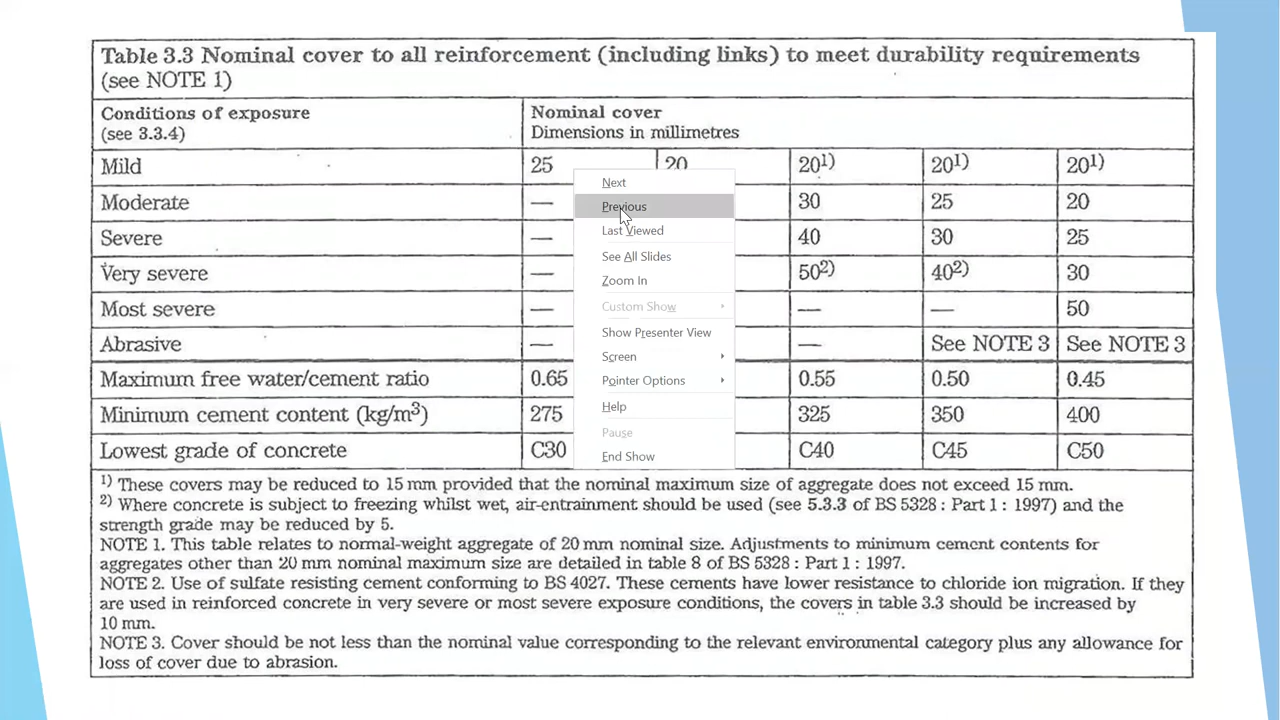 Table 3.3 Nominal cover to all reinforcement (including links) to meet durability requirements
(see NOTE 1)
Conditions of exposure
(see 3.3.4)
Nominal cover
Dimensions in millimetres
Mild 25 20 20¹⁾ 20¹⁾ 20¹⁾
Moderate — 30 25 20
Severe — 40 30 25
Very severe — 50²⁾ 40²⁾ 30
Most severe — — — 50
Abrasive — — See NOTE 3 See NOTE 3
Maximum free water/cement ratio 0.65 0.55 0.50 0.45
Minimum cement content (kg/m³) 275 325 350 400
Lowest grade of concrete C30 C40 C45 C50
¹⁾ These covers may be reduced to 15 mm provided that the nominal maximum size of aggregate does not exceed 15 mm.
²⁾ Where concrete is subject to freezing whilst wet, air-entrainment should be used (see 5.3.3 of BS 5328 : Part 1 : 1997) and the
strength grade may be reduced by 5.
NOTE 1. This table relates to normal-weight aggregate of 20 mm nominal size. Adjustments to minimum cement contents for
aggregates other than 20 mm nominal maximum size are detailed in table 8 of BS 5328 : Part 1 : 1997.
NOTE 2. Use of sulfate resisting cement conforming to BS 4027. These cements have lower resistance to chloride ion migration. If they
are used in reinforced concrete in very severe or most severe exposure conditions, the covers in table 3.3 should be increased by
10 mm.
NOTE 3. Cover should be not less than the nominal value corresponding to the relevant environmental category plus any allowance for
loss of cover due to abrasion.
Next
Previous
Last Viewed
See All Slides
Zoom In
Custom Show
Show Presenter View
Screen
Pointer Options
Help
Pause
End Show